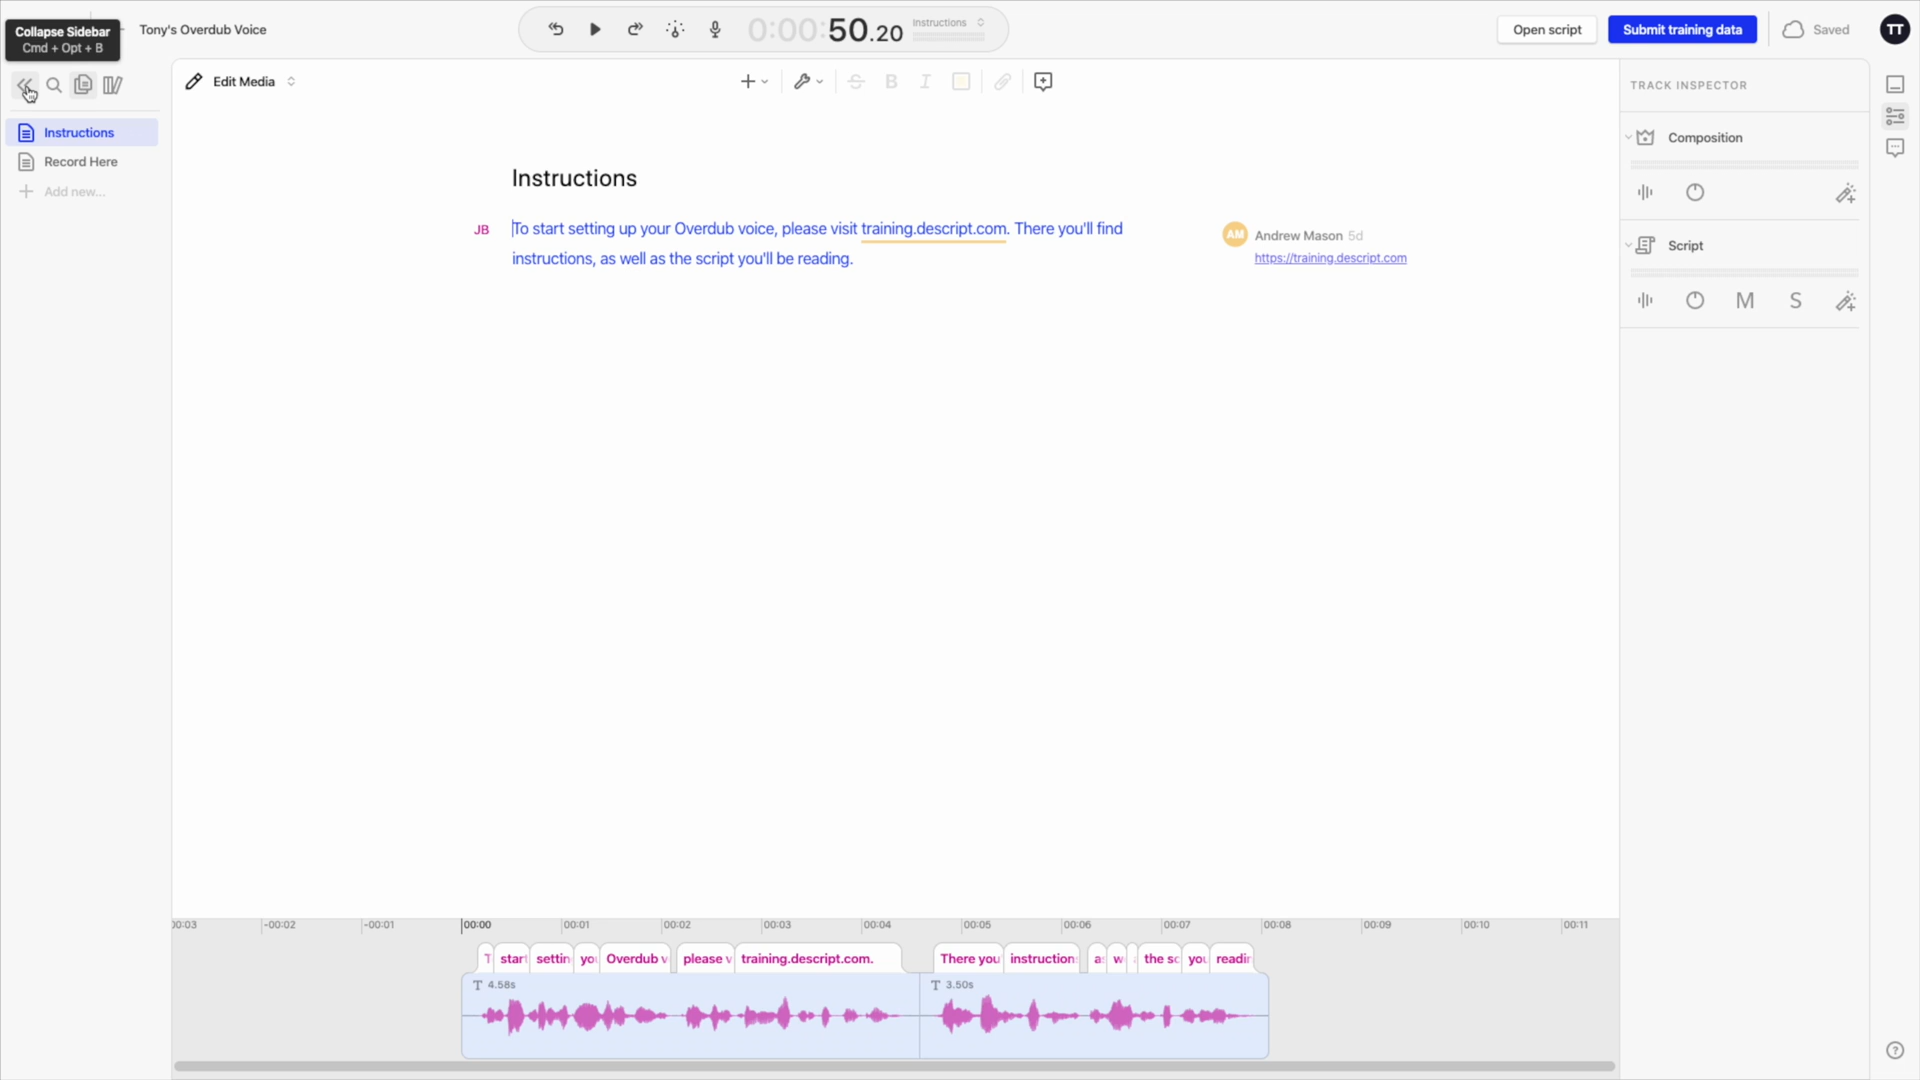 Collapse Sidebar
Cmd + Opt + B
Tony's Overdub Voice
0:00:50.20
Instructions
Open script
Submit training data
Saved
TT
Edit Media
B I
TRACK INSPECTOR
Instructions
Record Here
Add new...
Composition
Script
M S
Instructions
JB
To start setting up your Overdub voice, please visit training.descript.com. There you'll find
instructions, as well as the script you'll be reading.
AM Andrew Mason 5d
https://training.descript.com
00:03 -00:02 -00:01 00:00 00:01 00:02 00:03 00:04 00:05 00:06 00:07 00:08 00:09 00:10 00:11
T start settin you Overdub v please v training.descript.com. There you instruction a w the sc you readin
T 4.58s
T 3.50s